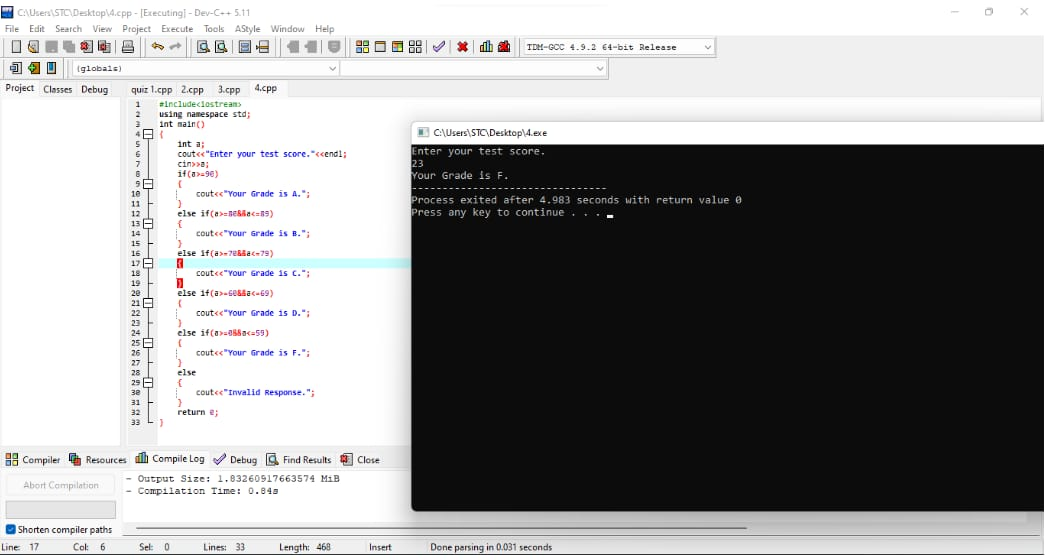 C:\Users\STC\Desktop\4.cpp - [Executing] - Dev-C++ 5.11
File Edit Search View Project Execute Tools AStyle Window Help
TDM-GCC 4.9.2 64-bit Release
(globals)
Project Classes Debug
quiz 1.cpp 2.cpp 3.cpp 4.cpp
1 #include<iostream>
2 using namespace std;
3 int main()
4 {
5 int a;
6 cout<<"Enter your test score."<<endl;
7 cin>>a;
8 if(a>=90)
9 {
10 cout<<"Your Grade is A.";
11 }
12 else if(a>=80&&a<=89)
13 {
14 cout<<"Your Grade is B.";
15 }
16 else if(a>=70&&a<=79)
17 {
18 cout<<"Your Grade is C.";
19 }
20 else if(a>=60&&a<=69)
21 {
22 cout<<"Your Grade is D.";
23 }
24 else if(a>=0&&a<=59)
25 {
26 cout<<"Your Grade is F.";
27 }
28 else
29 {
30 cout<<"Invalid Response.";
31 }
32 return 0;
33 }
C:\Users\STC\Desktop\4.exe
Enter your test score.
23
Your Grade is F.
--------------------------------
Process exited after 4.983 seconds with return value 0
Press any key to continue . . .
Compiler Resources Compile Log Debug Find Results Close
Abort Compilation
Shorten compiler paths
- Output Size: 1.83260917663574 MiB
- Compilation Time: 0.84s
Line: 17 Col: 6 Sel: 0 Lines: 33 Length: 468 Insert Done parsing in 0.031 seconds